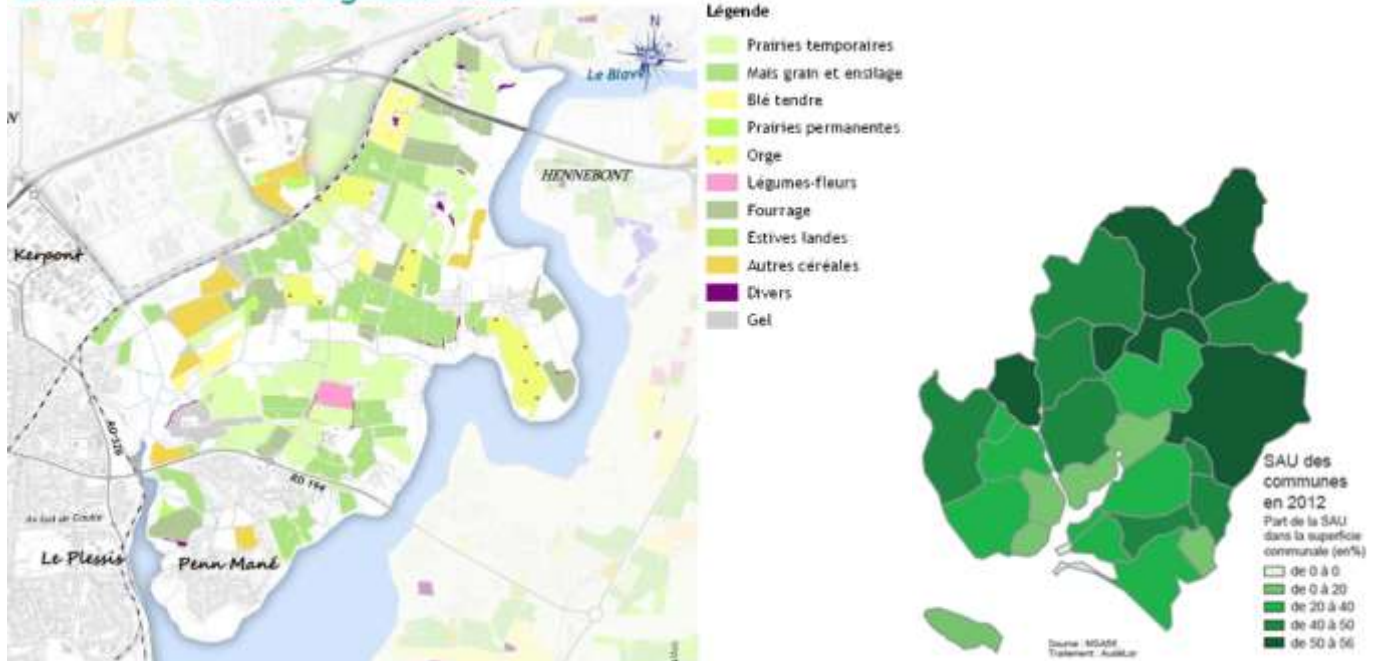 Légende
Prairies temporaires
Maïs grain et ensilage
Blé tendre
Prairies permanentes
Orge
Légumes-fleurs
Fourrage
Estives landes
Autres céréales
Divers
Gel
N
Le Blavet
HENNEBONT
Kerpont
RD 194
Le Plessis
Penn Mané
SAU des
communes
en 2012
Part de la SAU
dans la superficie
communale (en%)
de 0 à 0
de 0 à 20
de 20 à 40
de 40 à 50
de 50 à 56
Source : MSA56
Traitement : AudéLor